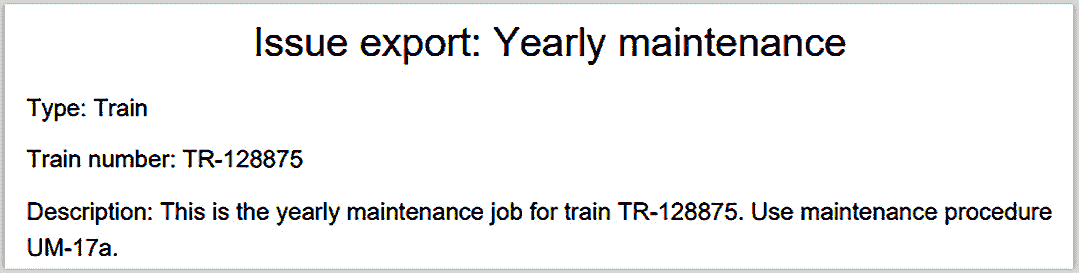 Issue export: Yearly maintenance
Type: Train
Train number: TR-128875
Description: This is the yearly maintenance job for train TR-128875. Use maintenance procedure
UM-17a.